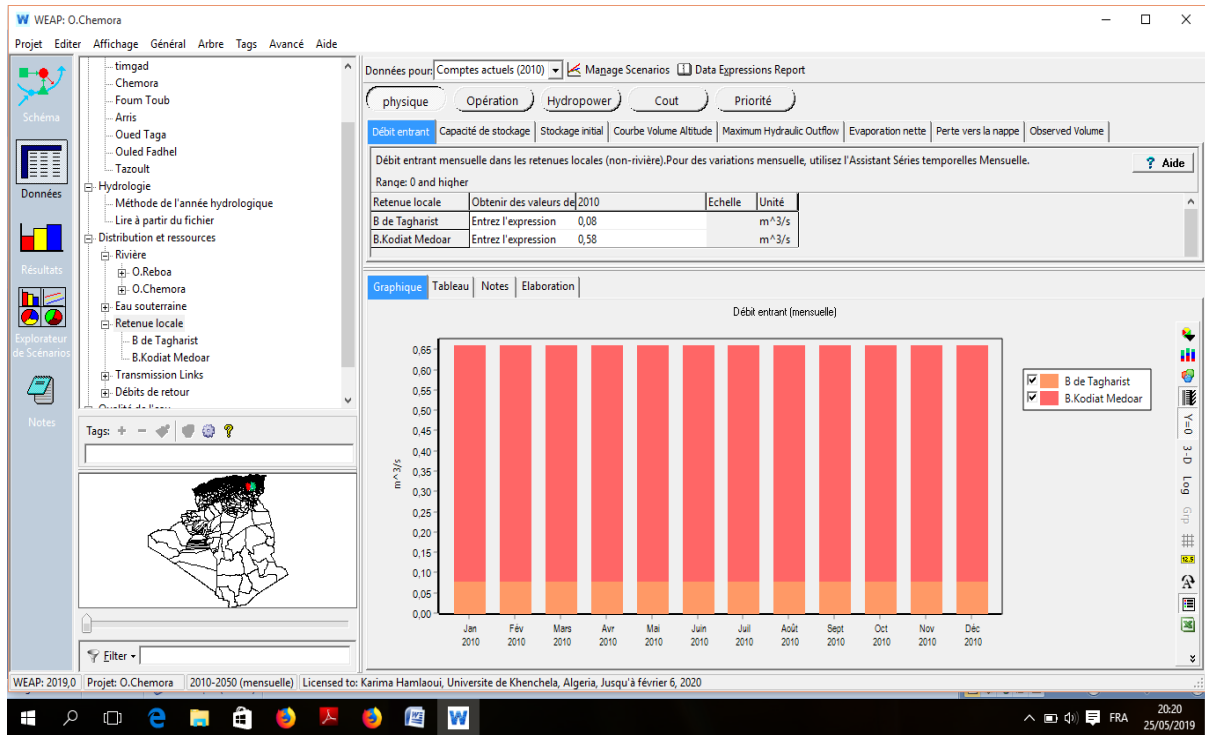 WEAP: O.Chemora
Projet Editer Affichage Général Arbre Tags Avancé Aide
Schéma
Données
Résultats
Explorateur
de Scénarios
Notes
timgad
Chemora
Foum Toub
Arris
Oued Taga
Ouled Fadhel
Tazoult
Hydrologie
Méthode de l'année hydrologique
Lire à partir du fichier
Distribution et ressources
Rivière
O.Reboa
O.Chemora
Eau souterraine
Retenue locale
B de Tagharist
B.Kodiat Medoar
Transmission Links
Débits de retour
Qualité de l'eau
Tags:
Filter
Données pour: Comptes actuels (2010) Manage Scenarios Data Expressions Report
physique Opération Hydropower Cout Priorité
Débit entrant Capacité de stockage Stockage initial Courbe Volume Altitude Maximum Hydraulic Outflow Evaporation nette Perte vers la nappe Observed Volume
Débit entrant mensuelle dans les retenues locales (non-rivière).Pour des variations mensuelle, utilisez l'Assistant Séries temporelles Mensuelle.
? Aide
Range: 0 and higher
Retenue locale Obtenir des valeurs de 2010 Echelle Unité
B de Tagharist Entrez l'expression 0,08 m^3/s
B.Kodiat Medoar Entrez l'expression 0,58 m^3/s
Graphique Tableau Notes Elaboration
Débit entrant (mensuelle)
m^3/s
0,65
0,60
0,55
0,50
0,45
0,40
0,35
0,30
0,25
0,20
0,15
0,10
0,05
0,00
Jan Fév Mars Avr Mai Juin Juil Août Sept Oct Nov Déc
2010 2010 2010 2010 2010 2010 2010 2010 2010 2010 2010 2010
B de Tagharist
B.Kodiat Medoar
Y=0
3-D
Log
Grp
12.5
WEAP: 2019,0 Projet: O.Chemora 2010-2050 (mensuelle) Licensed to: Karima Hamlaoui, Universite de Khenchela, Algeria, Jusqu'à février 6, 2020
FRA
20:20
25/05/2019